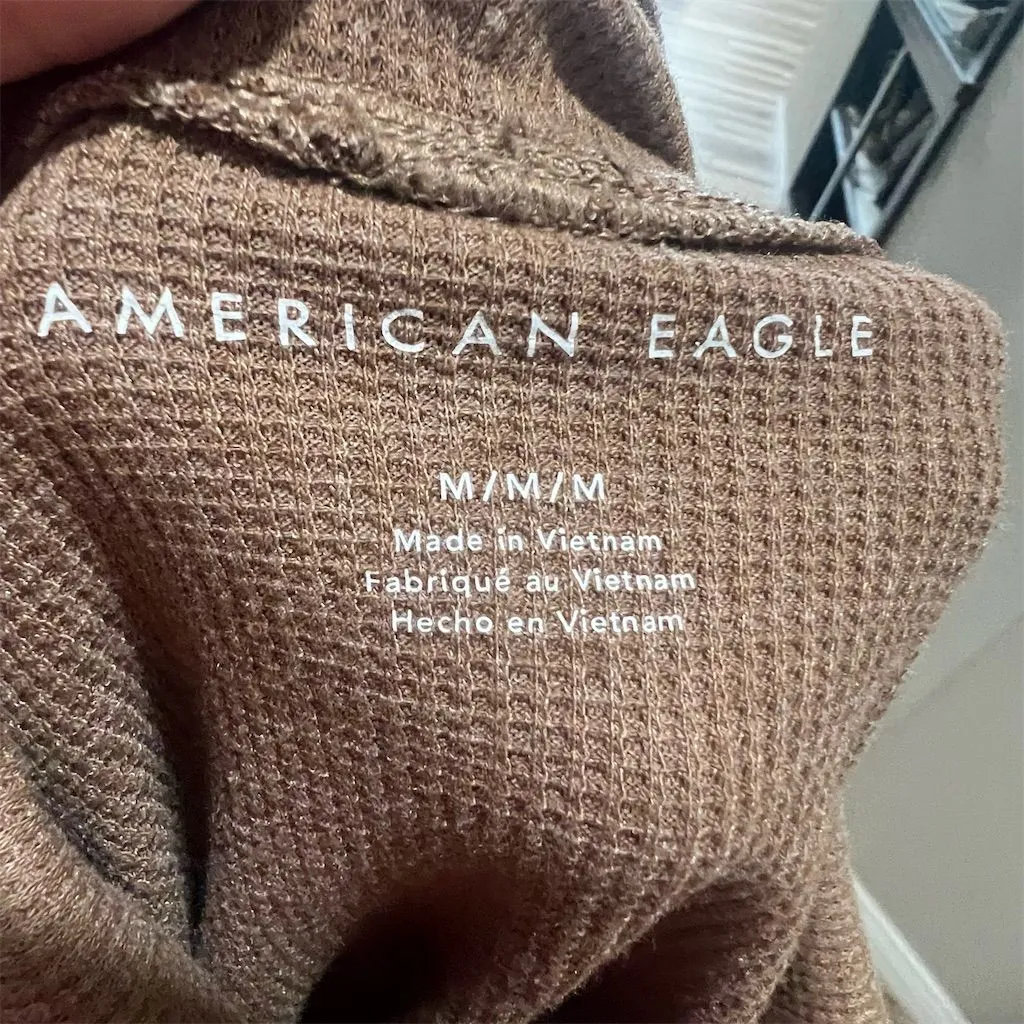 AMERICAN EAGLE
M/M/M
Made in Vietnam
Fabriqué au Vietnam
Hecho en Vietnam